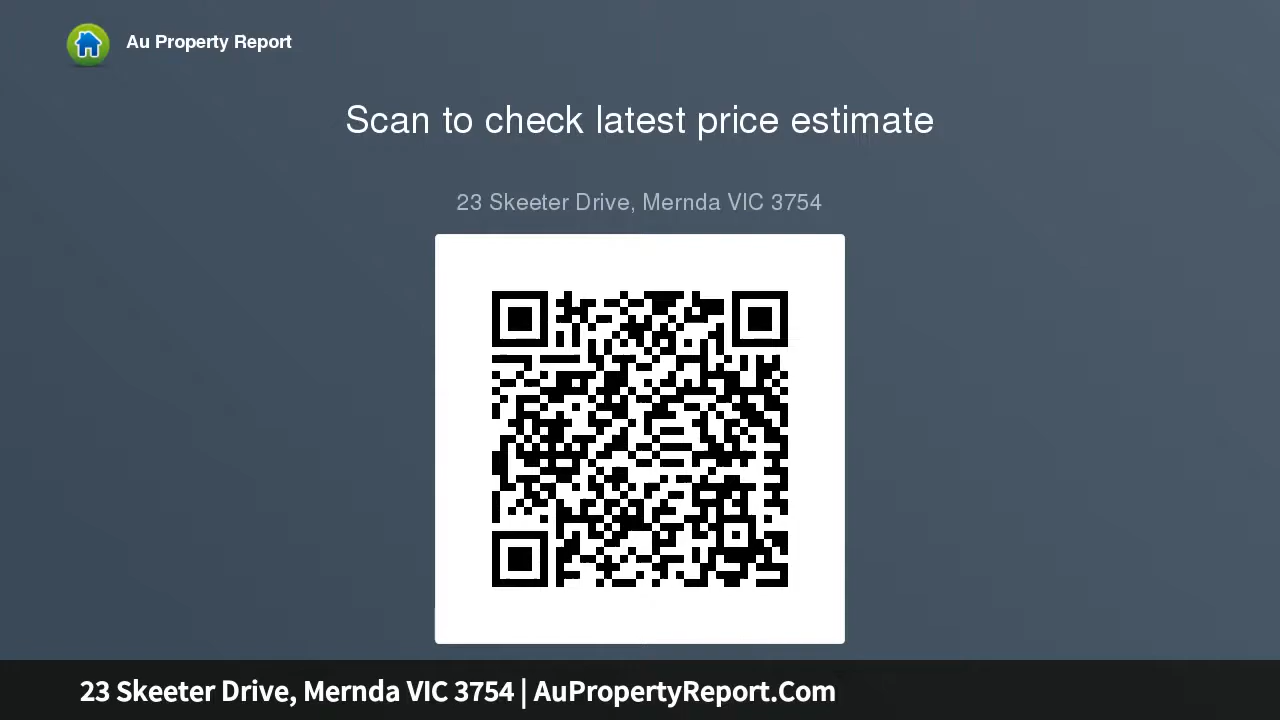 Au Property Report
Scan to check latest price estimate
23 Skeeter Drive, Mernda VIC 3754
23 Skeeter Drive, Mernda VIC 3754 | AuPropertyReport.Com